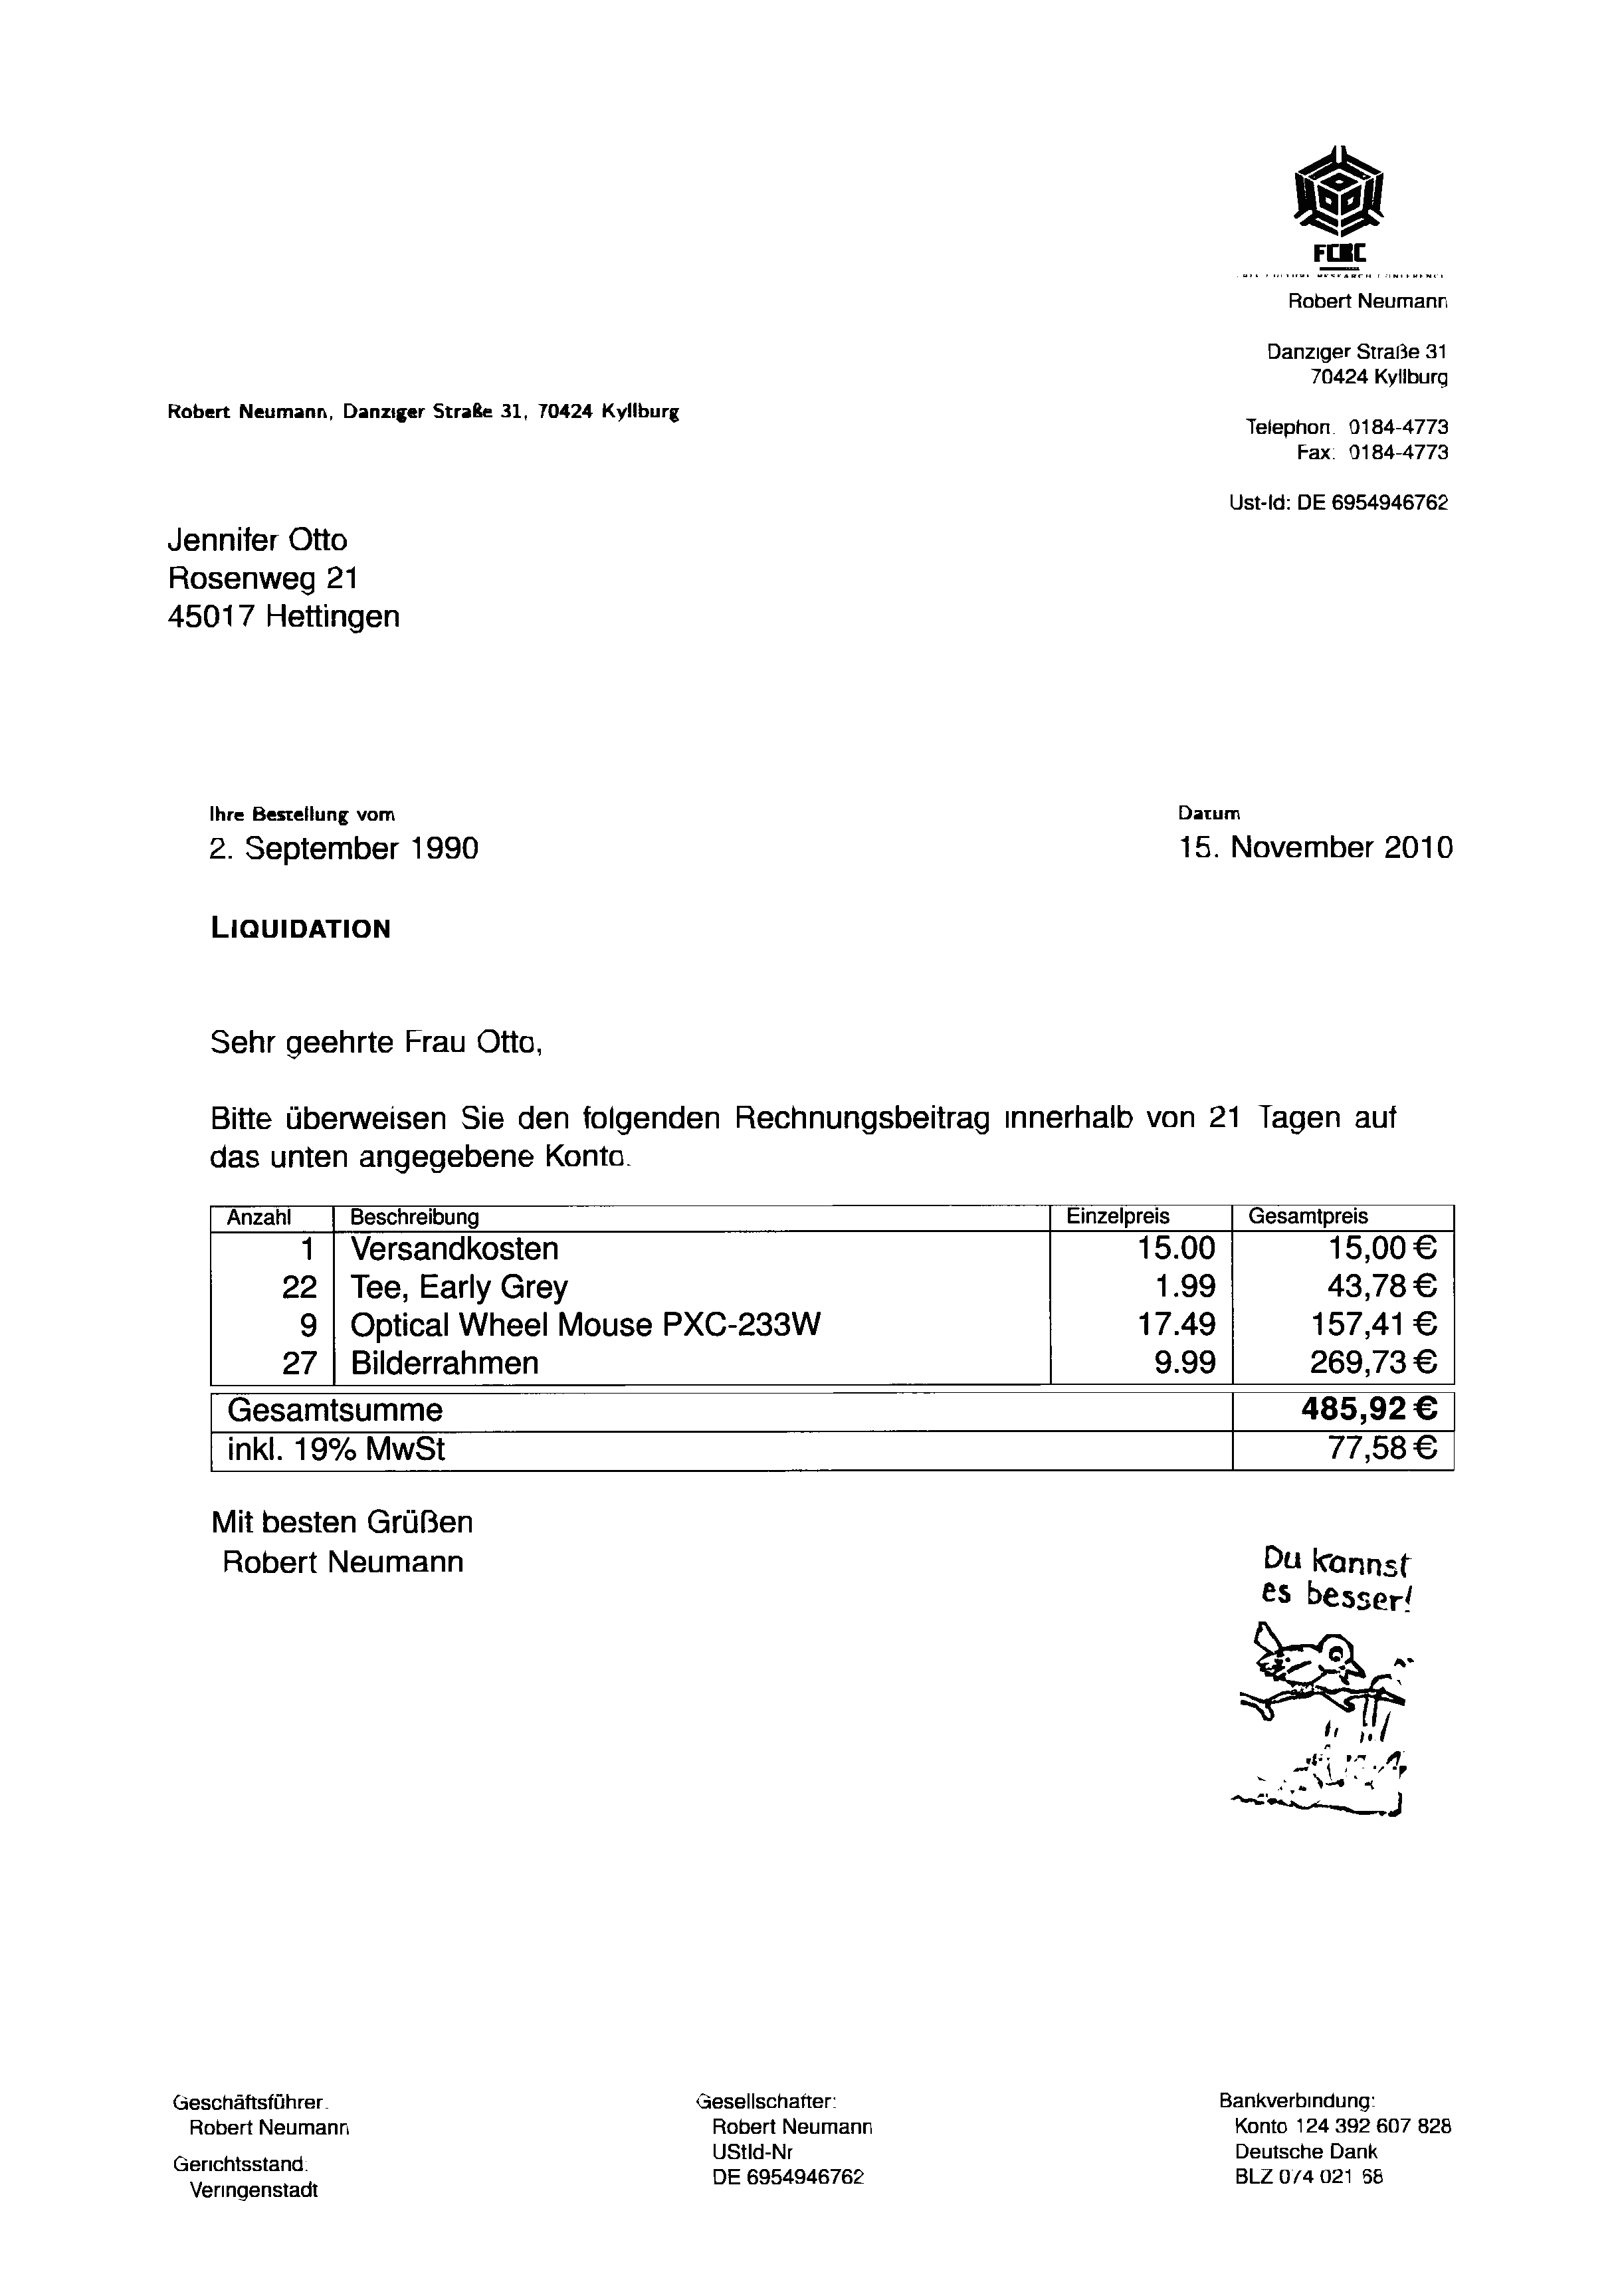 Robert Neumann
Danziger Straße 31
70424 Kyllburg
Robert Neumann, Danziger Straße 31, 70424 Kyllburg
Telephon: 0184-4773
Fax: 0184-4773
Ust-Id: DE 6954946762
Jennifer Otto
Rosenweg 21
45017 Hettingen
Ihre Bestellung vom
2. September 1990
Datum
15. November 2010
LIQUIDATION
Sehr geehrte Frau Otto,
Bitte überweisen Sie den folgenden Rechnungsbeitrag innerhalb von 21 Tagen auf
das unten angegebene Konto.
Anzahl Beschreibung Einzelpreis Gesamtpreis
1 Versandkosten 15.00 15,00 €
22 Tee, Early Grey 1.99 43,78 €
9 Optical Wheel Mouse PXC-233W 17.49 157,41 €
27 Bilderrahmen 9.99 269,73 €
Gesamtsumme 485,92 €
inkl. 19% MwSt 77,58 €
Mit besten Grüßen
Robert Neumann
Du kannst
es besser!
Geschäftsführer:
Robert Neumann
Gerichtsstand:
Veringenstadt
Gesellschafter:
Robert Neumann
UStId-Nr
DE 6954946762
Bankverbindung:
Konto 124 392 607 828
Deutsche Dank
BLZ 074 021 68